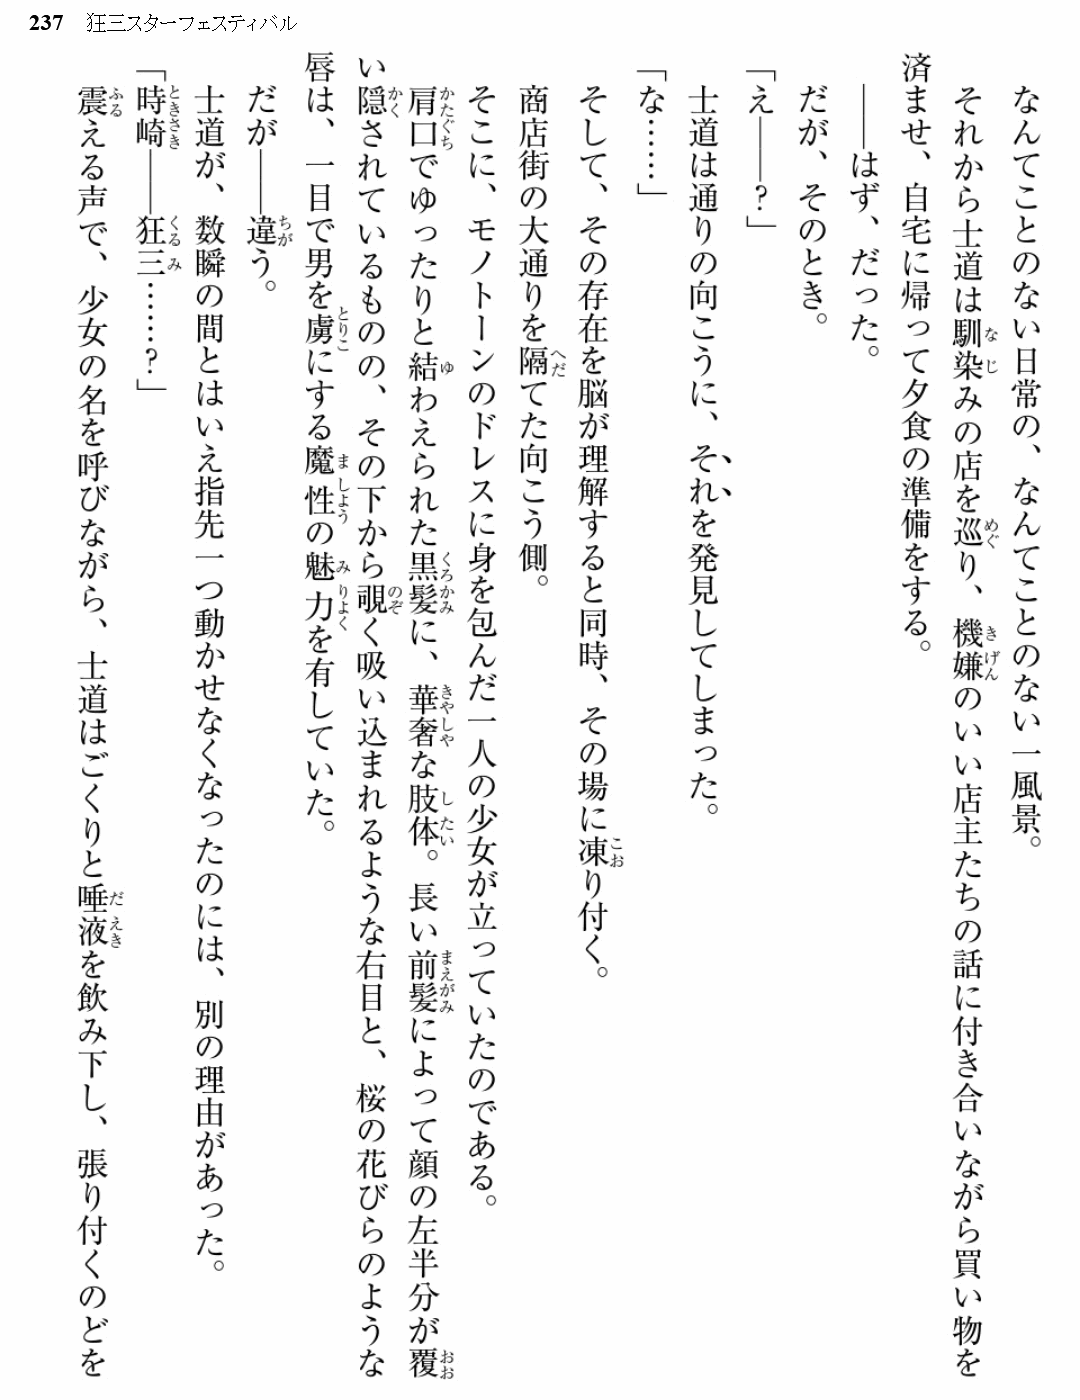 237 狂三スターフェスティバル
なんてことのない日常の、なんてことのない一風景。
それから士道は馴染みの店を巡り、機嫌のいい店主たちの話に付き合いながら買い物を
済ませ、自宅に帰って夕食の準備をする。
――はず、だった。
だが、そのとき。
「え――？」
士道は通りの向こうに、それを発見してしまった。
「な……」
そして、その存在を脳が理解すると同時、その場に凍り付く。
商店街の大通りを隔てた向こう側。
そこに、モノトーンのドレスに身を包んだ一人の少女が立っていたのである。
肩口でゆったりと結わえられた黒髪に、華奢な肢体。長い前髪によって顔の左半分が覆
い隠されているものの、その下から覗く吸い込まれるような右目と、桜の花びらのような
唇は、一目で男を虜にする魔性の魅力を有していた。
だが――違う。
士道が、数瞬の間とはいえ指先一つ動かせなくなったのには、別の理由があった。
「時崎――狂三……？」
震える声で、少女の名を呼びながら、士道はごくりと唾液を飲み下し、張り付くのどを